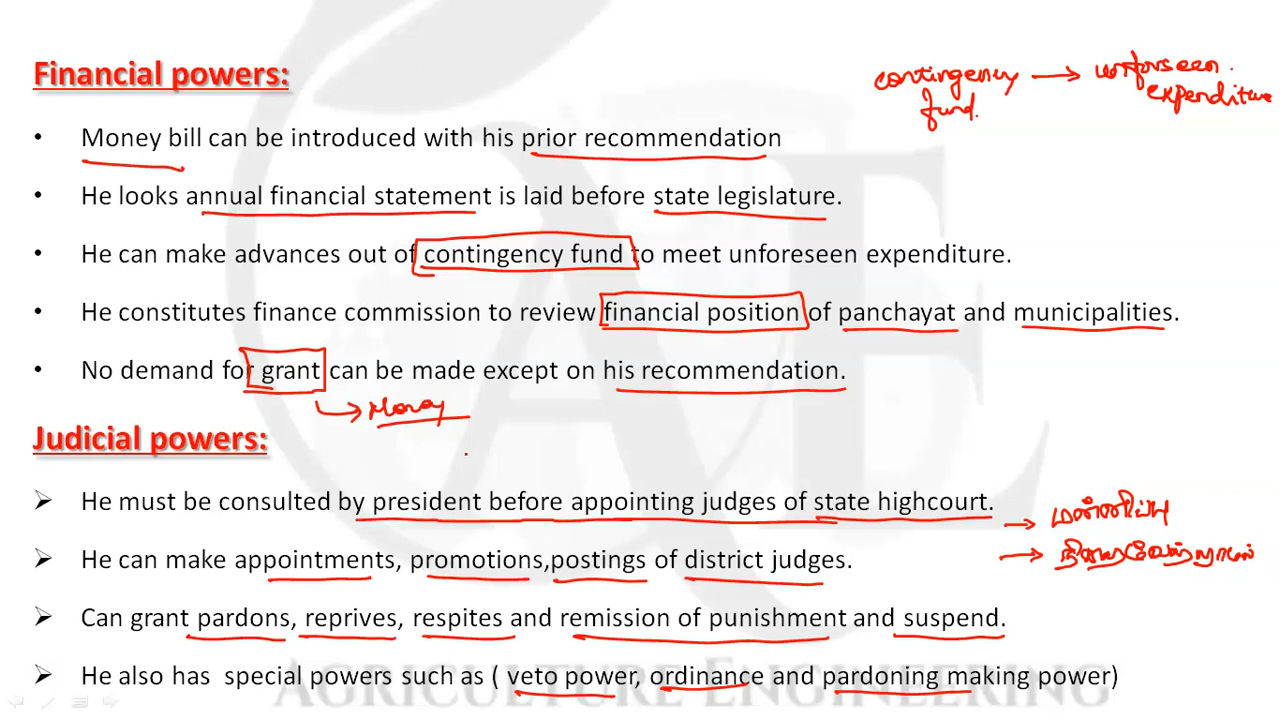 Financial powers:
contingency fund. → unforseen expenditure
• Money bill can be introduced with his prior recommendation
• He looks annual financial statement is laid before state legislature.
• He can make advances out of contingency fund to meet unforeseen expenditure.
• He constitutes finance commission to review financial position of panchayat and municipalities.
• No demand for grant can be made except on his recommendation.
→ Money
Judicial powers:
➢ He must be consulted by president before appointing judges of state highcourt.
→ மன்னிப்பு
➢ He can make appointments, promotions,postings of district judges.
➢ Can grant pardons, reprives, respites and remission of punishment and suspend.
➢ He also has special powers such as ( veto power, ordinance and pardoning making power)
AGRICULTURE ENGINEERING